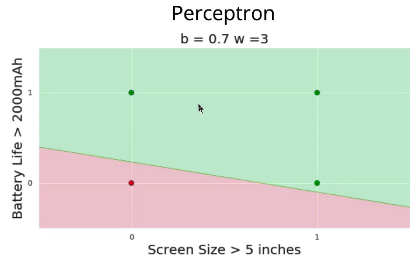 Perceptron
b = 0.7 w =3
Battery Life > 2000mAh
1
0
0
1
Screen Size > 5 inches